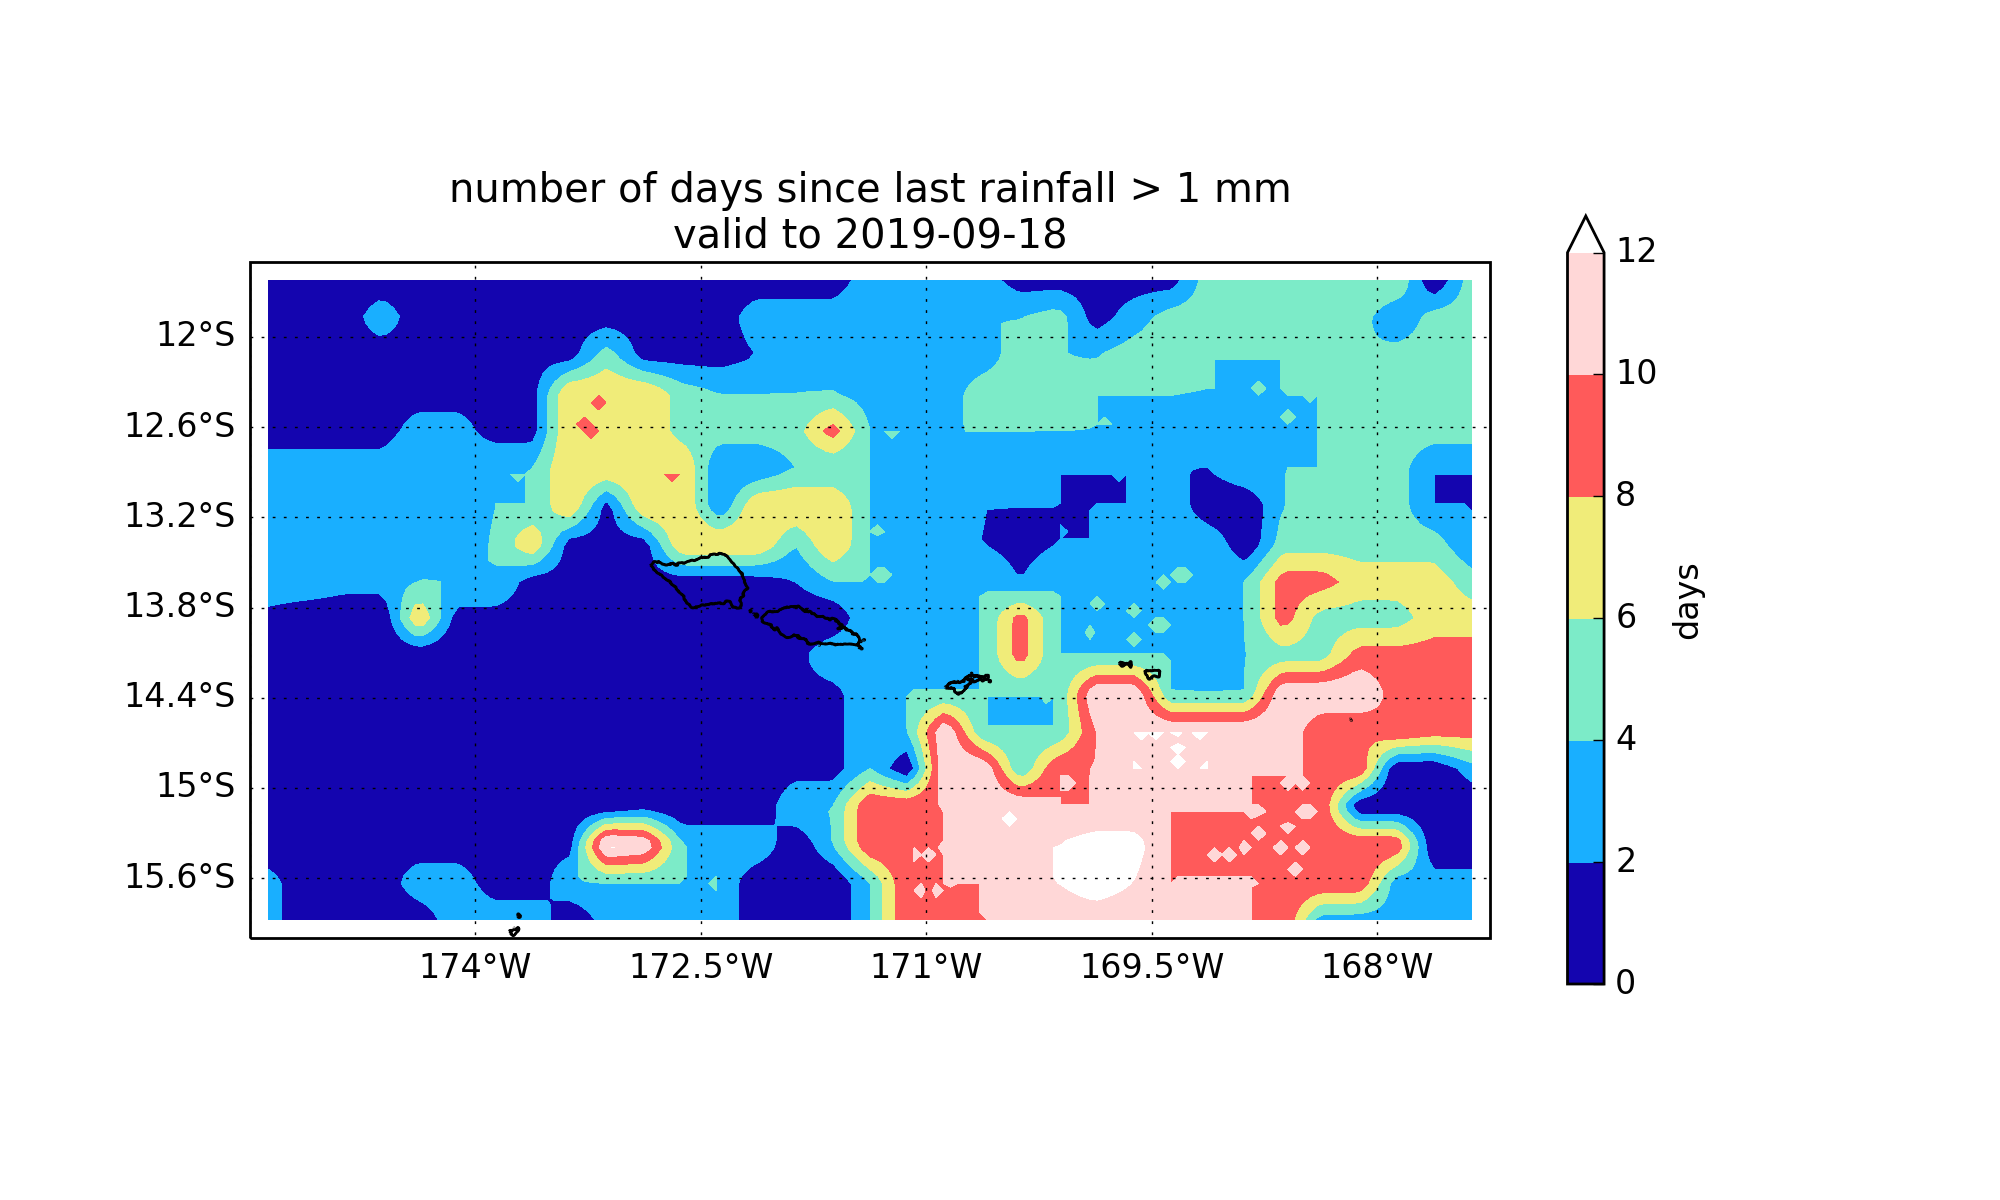 number of days since last rainfall > 1 mm
valid to 2019-09-18
12°S
12.6°S
13.2°S
13.8°S
14.4°S
15°S
15.6°S
174°W 172.5°W 171°W 169.5°W 168°W
12
10
8
6
4
2
0
days